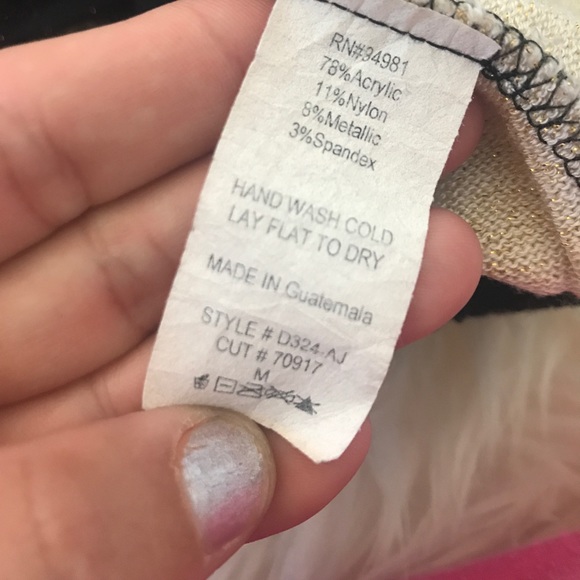 RN#94981
78%Acrylic
11%Nylon
8%Metallic
3%Spandex
HAND WASH COLD
LAY FLAT TO DRY
MADE IN Guatemala
STYLE # D324-AJ
CUT # 70917
M